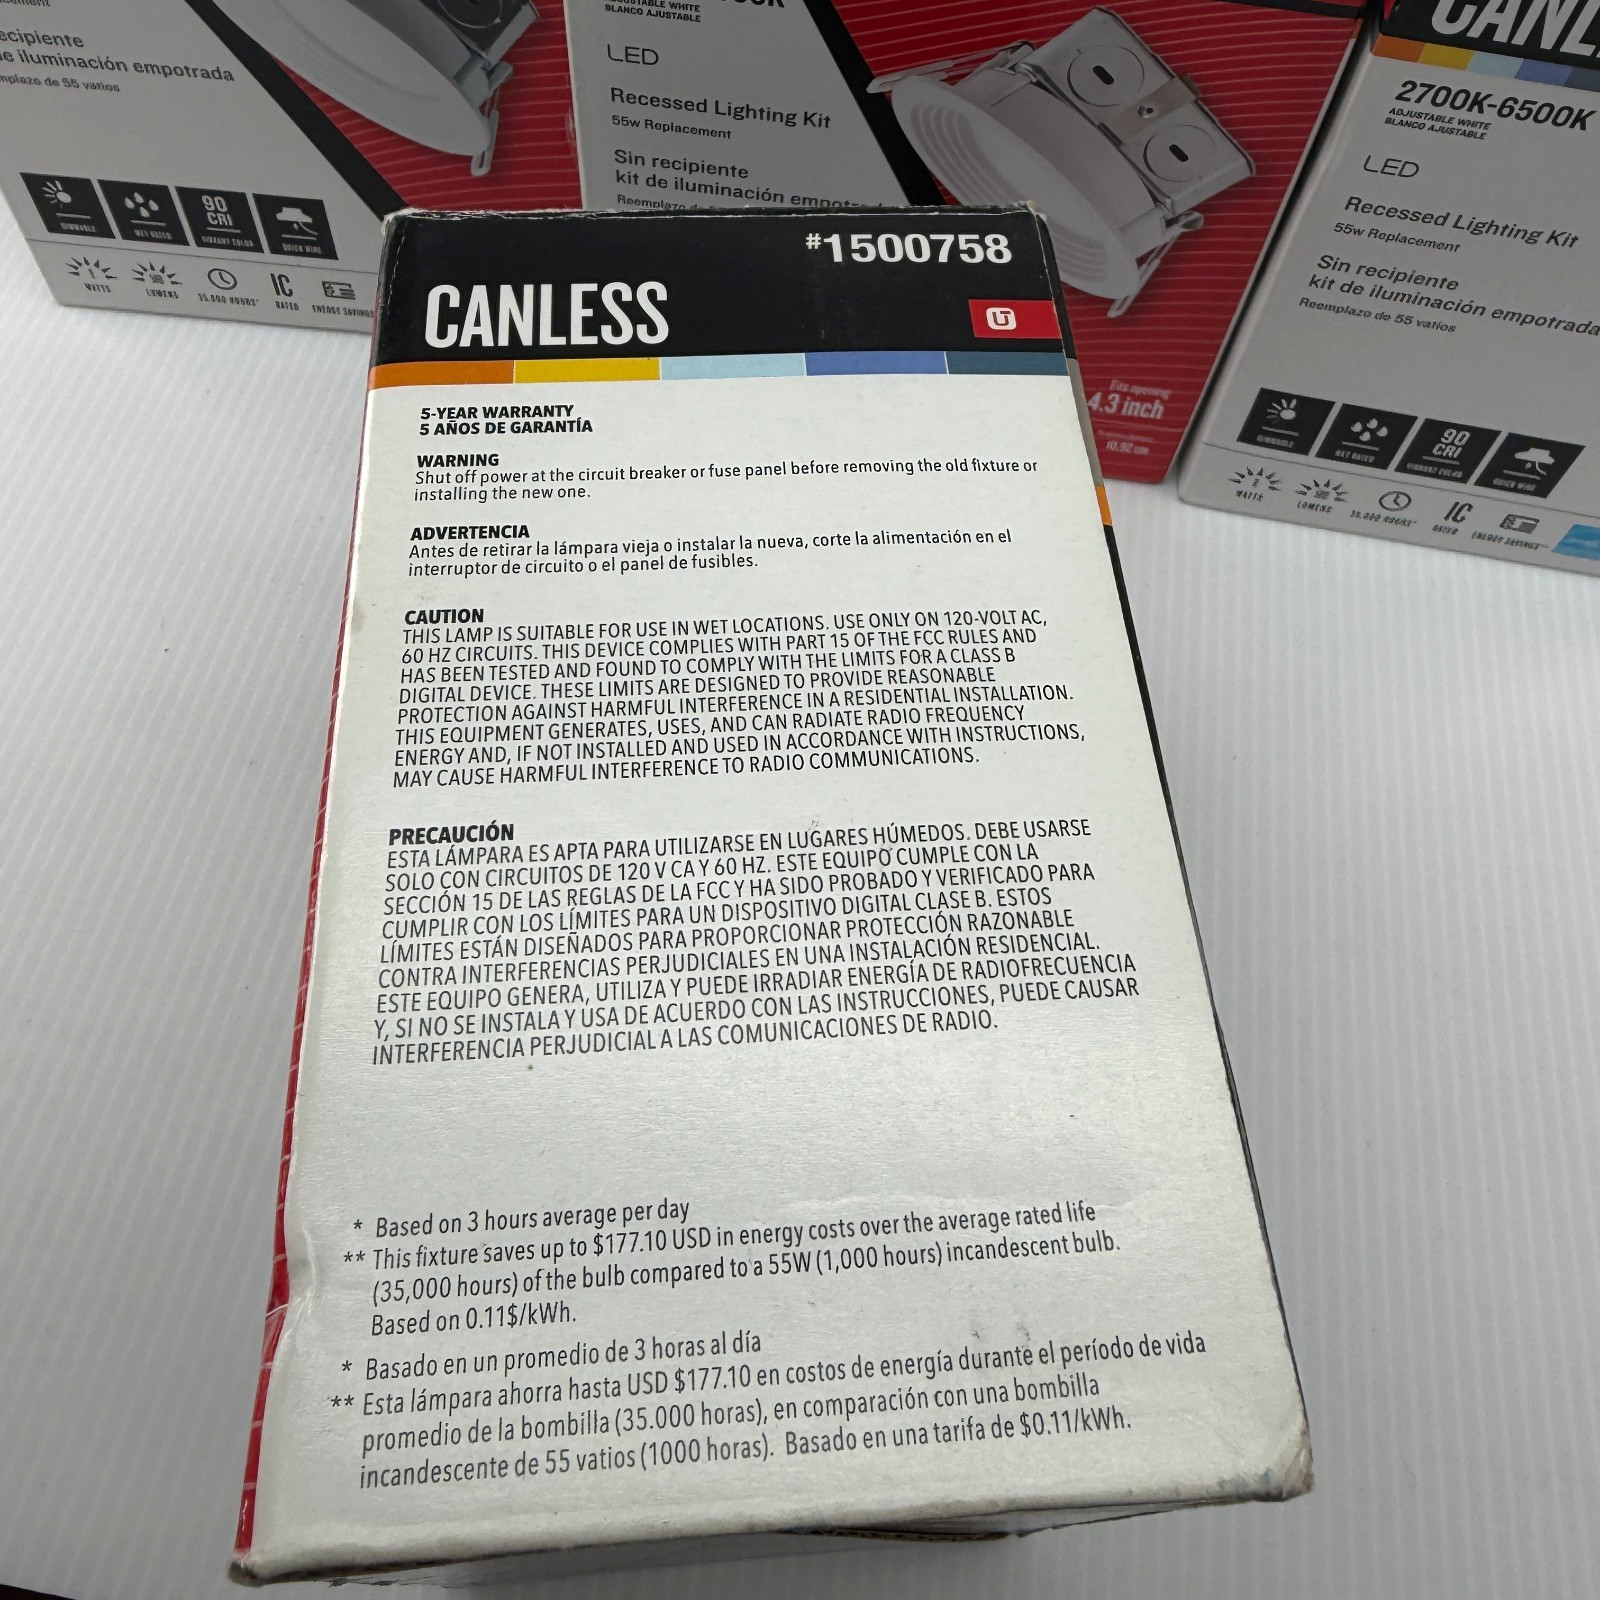 recipiente
de iluminación empotrada
Reemplazo de 55 vatios
90
CRI
IC
RATED
ADJUSTABLE WHITE
BLANCO AJUSTABLE
LED
Recessed Lighting Kit
55w Replacement
Sin recipiente
kit de iluminación
Fits opening
4.3 inch
10.92 cm
CANL
2700K-6500K
ADJUSTABLE WHITE
BLANCO AJUSTABLE
LED
Recessed Lighting Kit
55w Replacement
Sin recipiente
kit de iluminación empotrada
Reemplazo de 55 vatios
90
CRI
IC
#1500758
CANLESS
5-YEAR WARRANTY
5 AÑOS DE GARANTÍA
WARNING
Shut off power at the circuit breaker or fuse panel before removing the old fixture or
installing the new one.
ADVERTENCIA
Antes de retirar la lámpara vieja o instalar la nueva, corte la alimentación en el
interruptor de circuito o el panel de fusibles.
CAUTION
THIS LAMP IS SUITABLE FOR USE IN WET LOCATIONS. USE ONLY ON 120-VOLT AC,
60 HZ CIRCUITS. THIS DEVICE COMPLIES WITH PART 15 OF THE FCC RULES AND
HAS BEEN TESTED AND FOUND TO COMPLY WITH THE LIMITS FOR A CLASS B
DIGITAL DEVICE. THESE LIMITS ARE DESIGNED TO PROVIDE REASONABLE
PROTECTION AGAINST HARMFUL INTERFERENCE IN A RESIDENTIAL INSTALLATION.
THIS EQUIPMENT GENERATES, USES, AND CAN RADIATE RADIO FREQUENCY
ENERGY AND, IF NOT INSTALLED AND USED IN ACCORDANCE WITH INSTRUCTIONS,
MAY CAUSE HARMFUL INTERFERENCE TO RADIO COMMUNICATIONS.
PRECAUCIÓN
ESTA LÁMPARA ES APTA PARA UTILIZARSE EN LUGARES HÚMEDOS. DEBE USARSE
SOLO CON CIRCUITOS DE 120 V CA Y 60 HZ. ESTE EQUIPO CUMPLE CON LA
SECCIÓN 15 DE LAS REGLAS DE LA FCC Y HA SIDO PROBADO Y VERIFICADO PARA
CUMPLIR CON LOS LÍMITES PARA UN DISPOSITIVO DIGITAL CLASE B. ESTOS
LÍMITES ESTÁN DISEÑADOS PARA PROPORCIONAR PROTECCIÓN RAZONABLE
CONTRA INTERFERENCIAS PERJUDICIALES EN UNA INSTALACIÓN RESIDENCIAL.
ESTE EQUIPO GENERA, UTILIZA Y PUEDE IRRADIAR ENERGÍA DE RADIOFRECUENCIA
Y, SI NO SE INSTALA Y USA DE ACUERDO CON LAS INSTRUCCIONES, PUEDE CAUSAR
INTERFERENCIA PERJUDICIAL A LAS COMUNICACIONES DE RADIO.
* Based on 3 hours average per day
** This fixture saves up to $177.10 USD in energy costs over the average rated life
(35,000 hours) of the bulb compared to a 55W (1,000 hours) incandescent bulb.
Based on 0.11$/kWh.
* Basado en un promedio de 3 horas al día
** Esta lámpara ahorra hasta USD $177.10 en costos de energía durante el período de vida
promedio de la bombilla (35.000 horas), en comparación con una bombilla
incandescente de 55 vatios (1000 horas). Basado en una tarifa de $0.11/kWh.